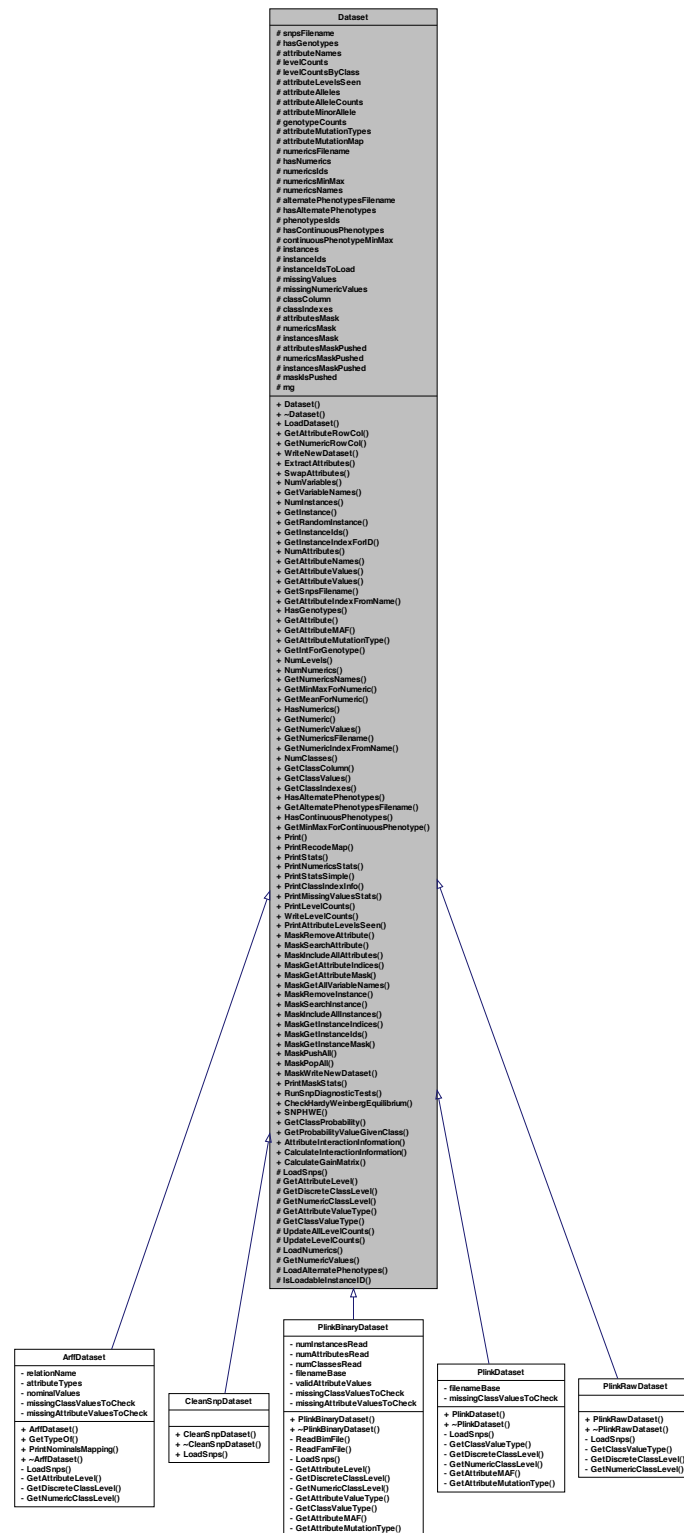 Dataset
# snpsFilename
# hasGenotypes
# attributeNames
# levelCounts
# levelCountsByClass
# attributeLevelsSeen
# attributeAlleles
# attributeAlleleCounts
# attributeMinorAllele
# genotypeCounts
# attributeMutationTypes
# attributeMutationMap
# numericsFilename
# hasNumerics
# numericsIds
# numericsMinMax
# numericsNames
# alternatePhenotypesFilename
# hasAlternatePhenotypes
# phenotypesIds
# hasContinuousPhenotypes
# continuousPhenotypeMinMax
# instances
# instanceIds
# instanceIdsToLoad
# missingValues
# missingNumericValues
# classColumn
# classIndexes
# attributesMask
# numericsMask
# instancesMask
# attributesMaskPushed
# numericsMaskPushed
# instancesMaskPushed
# maskIsPushed
# rng
+ Dataset()
+ ~Dataset()
+ LoadDataset()
+ GetAttributeRowCol()
+ GetNumericRowCol()
+ WriteNewDataset()
+ ExtractAttributes()
+ SwapAttributes()
+ NumVariables()
+ GetVariableNames()
+ NumInstances()
+ GetInstance()
+ GetRandomInstance()
+ GetInstanceIds()
+ GetInstanceIndexForID()
+ NumAttributes()
+ GetAttributeNames()
+ GetAttributeValues()
+ GetAttributeValues()
+ GetSnpsFilename()
+ GetAttributeIndexFromName()
+ HasGenotypes()
+ GetAttribute()
+ GetAttributeMAF()
+ GetAttributeMutationType()
+ GetIntForGenotype()
+ NumLevels()
+ NumNumerics()
+ GetNumericsNames()
+ GetMinMaxForNumeric()
+ GetMeanForNumeric()
+ HasNumerics()
+ GetNumeric()
+ GetNumericValues()
+ GetNumericsFilename()
+ GetNumericIndexFromName()
+ NumClasses()
+ GetClassColumn()
+ GetClassValues()
+ GetClassIndexes()
+ HasAlternatePhenotypes()
+ GetAlternatePhenotypesFilename()
+ HasContinuousPhenotypes()
+ GetMinMaxForContinuousPhenotype()
+ Print()
+ PrintRecodeMap()
+ PrintStats()
+ PrintNumericsStats()
+ PrintStatsSimple()
+ PrintClassIndexInfo()
+ PrintMissingValuesStats()
+ PrintLevelCounts()
+ WriteLevelCounts()
+ PrintAttributeLevelsSeen()
+ MaskRemoveAttribute()
+ MaskSearchAttribute()
+ MaskIncludeAllAttributes()
+ MaskGetAttributeIndices()
+ MaskGetAttributeMask()
+ MaskGetAllVariableNames()
+ MaskRemoveInstance()
+ MaskSearchInstance()
+ MaskIncludeAllInstances()
+ MaskGetInstanceIndices()
+ MaskGetInstanceIds()
+ MaskGetInstanceMask()
+ MaskPushAll()
+ MaskPopAll()
+ MaskWriteNewDataset()
+ PrintMaskStats()
+ RunSnpDiagnosticTests()
+ CheckHardyWeinbergEquilibrium()
+ SNPHWE()
+ GetClassProbability()
+ GetProbabilityValueGivenClass()
+ AttributeInteractionInformation()
+ CalculateInteractionInformation()
+ CalculateGainMatrix()
# LoadSnps()
# GetAttributeLevel()
# GetDiscreteClassLevel()
# GetNumericClassLevel()
# GetAttributeValueType()
# GetClassValueType()
# UpdateAllLevelCounts()
# UpdateLevelCounts()
# LoadNumerics()
# GetNumericValues()
# LoadAlternatePhenotypes()
# IsLoadableInstanceID()
ArffDataset
- relationName
- attributeTypes
- nominalValues
- missingClassValuesToCheck
- missingAttributeValuesToCheck
+ ArffDataset()
+ GetTypeOf()
+ PrintNominalsMapping()
+ ~ArffDataset()
- LoadSnps()
- GetAttributeLevel()
- GetDiscreteClassLevel()
- GetNumericClassLevel()
CleanSnpDataset
+ CleanSnpDataset()
+ ~CleanSnpDataset()
+ LoadSnps()
PlinkBinaryDataset
- numInstancesRead
- numAttributesRead
- numClassesRead
- filenameBase
- validAttributeValues
- missingClassValuesToCheck
- missingAttributeValuesToCheck
+ PlinkBinaryDataset()
+ ~PlinkBinaryDataset()
- ReadBimFile()
- ReadFamFile()
- LoadSnps()
- GetAttributeLevel()
- GetDiscreteClassLevel()
- GetNumericClassLevel()
- GetAttributeValueType()
- GetClassValueType()
- GetAttributeMAF()
- GetAttributeMutationType()
PlinkDataset
- filenameBase
- missingClassValuesToCheck
+ PlinkDataset()
+ ~PlinkDataset()
- LoadSnps()
- GetClassValueType()
- GetDiscreteClassLevel()
- GetNumericClassLevel()
- GetAttributeMAF()
- GetAttributeMutationType()
PlinkRawDataset
+ PlinkRawDataset()
+ ~PlinkRawDataset()
- LoadSnps()
- GetClassValueType()
- GetDiscreteClassLevel()
- GetNumericClassLevel()